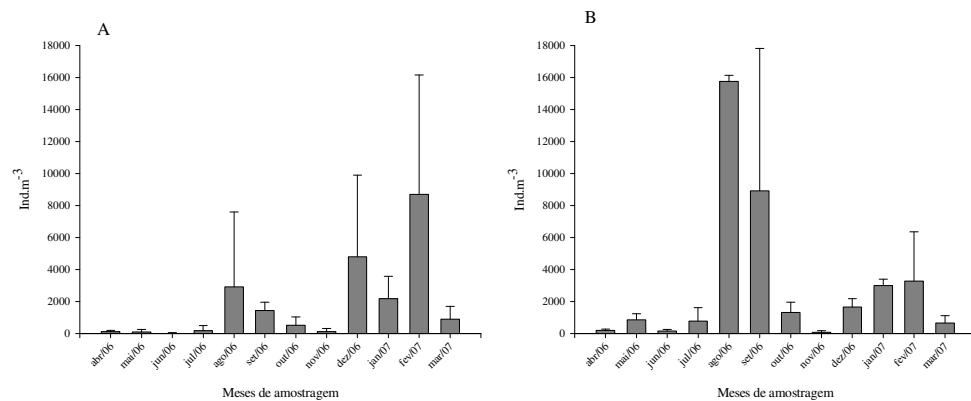 A
18000
16000
14000
12000
10000
8000
6000
4000
2000
0
Ind.m-3
abr/06
mai/06
jun/06
jul/06
ago/06
set/06
out/06
nov/06
dez/06
jan/07
fev/07
mar/07
Meses de amostragem
B
18000
16000
14000
12000
10000
8000
6000
4000
2000
0
Ind.m-3
abr/06
mai/06
jun/06
jul/06
ago/06
set/06
out/06
nov/06
dez/06
jan/07
fev/07
mar/07
Meses de amostragem